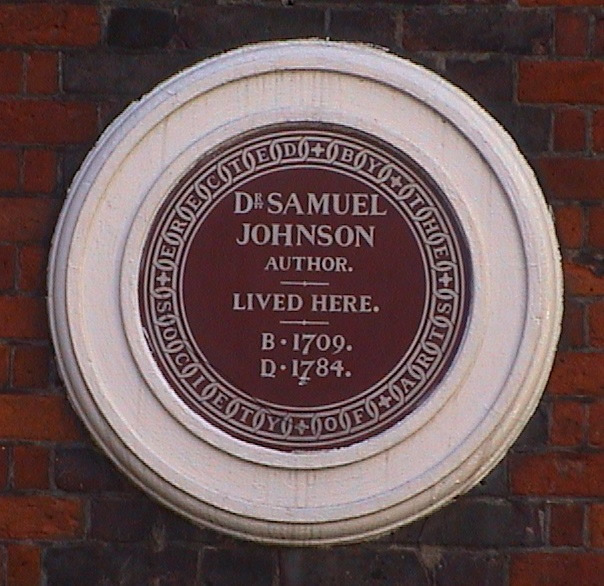 ERECTED BY THE SOCIETY OF ARTS
DR SAMUEL
JOHNSON
AUTHOR.
LIVED HERE.
B·1709.
D·1784.